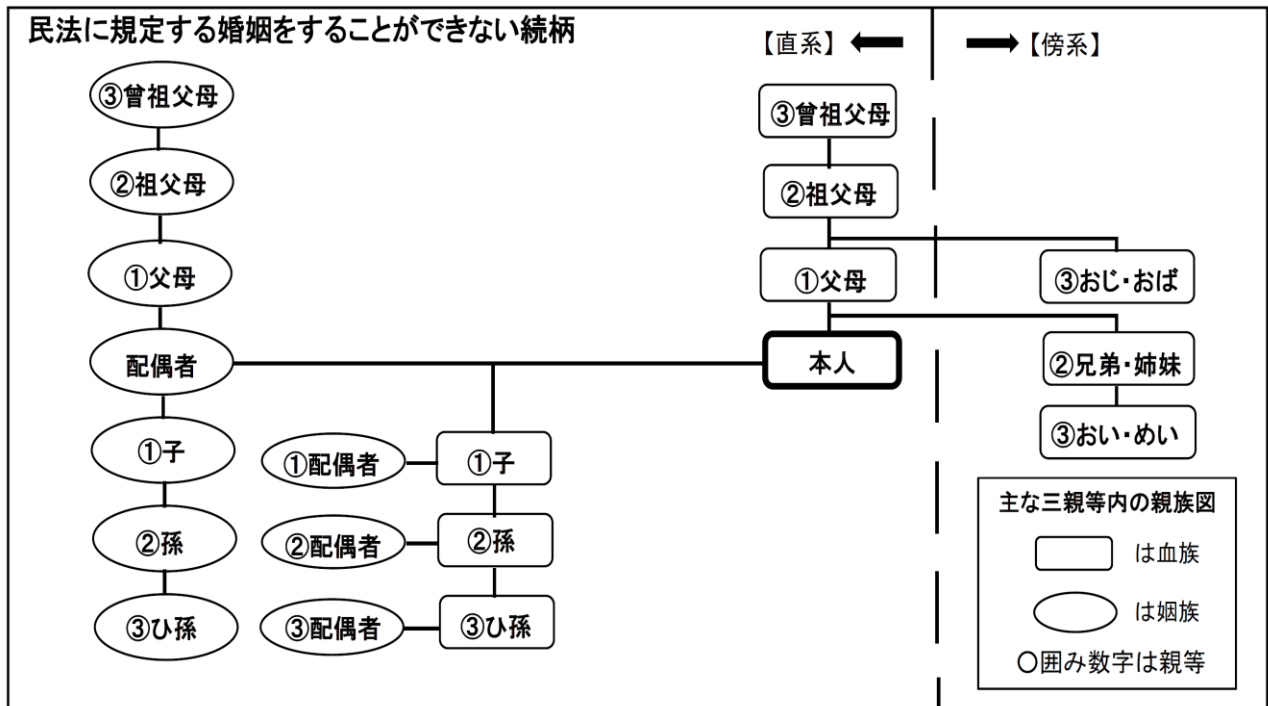 民法に規定する婚姻をすることができない続柄
【直系】
【傍系】
③曾祖父母
②祖父母
①父母
配偶者
①子
②孫
③ひ孫
①配偶者
②配偶者
③配偶者
③曾祖父母
②祖父母
①父母
本人
①子
②孫
③ひ孫
③おじ・おば
②兄弟・姉妹
③おい・めい
主な三親等内の親族図
は血族
は姻族
〇囲み数字は親等